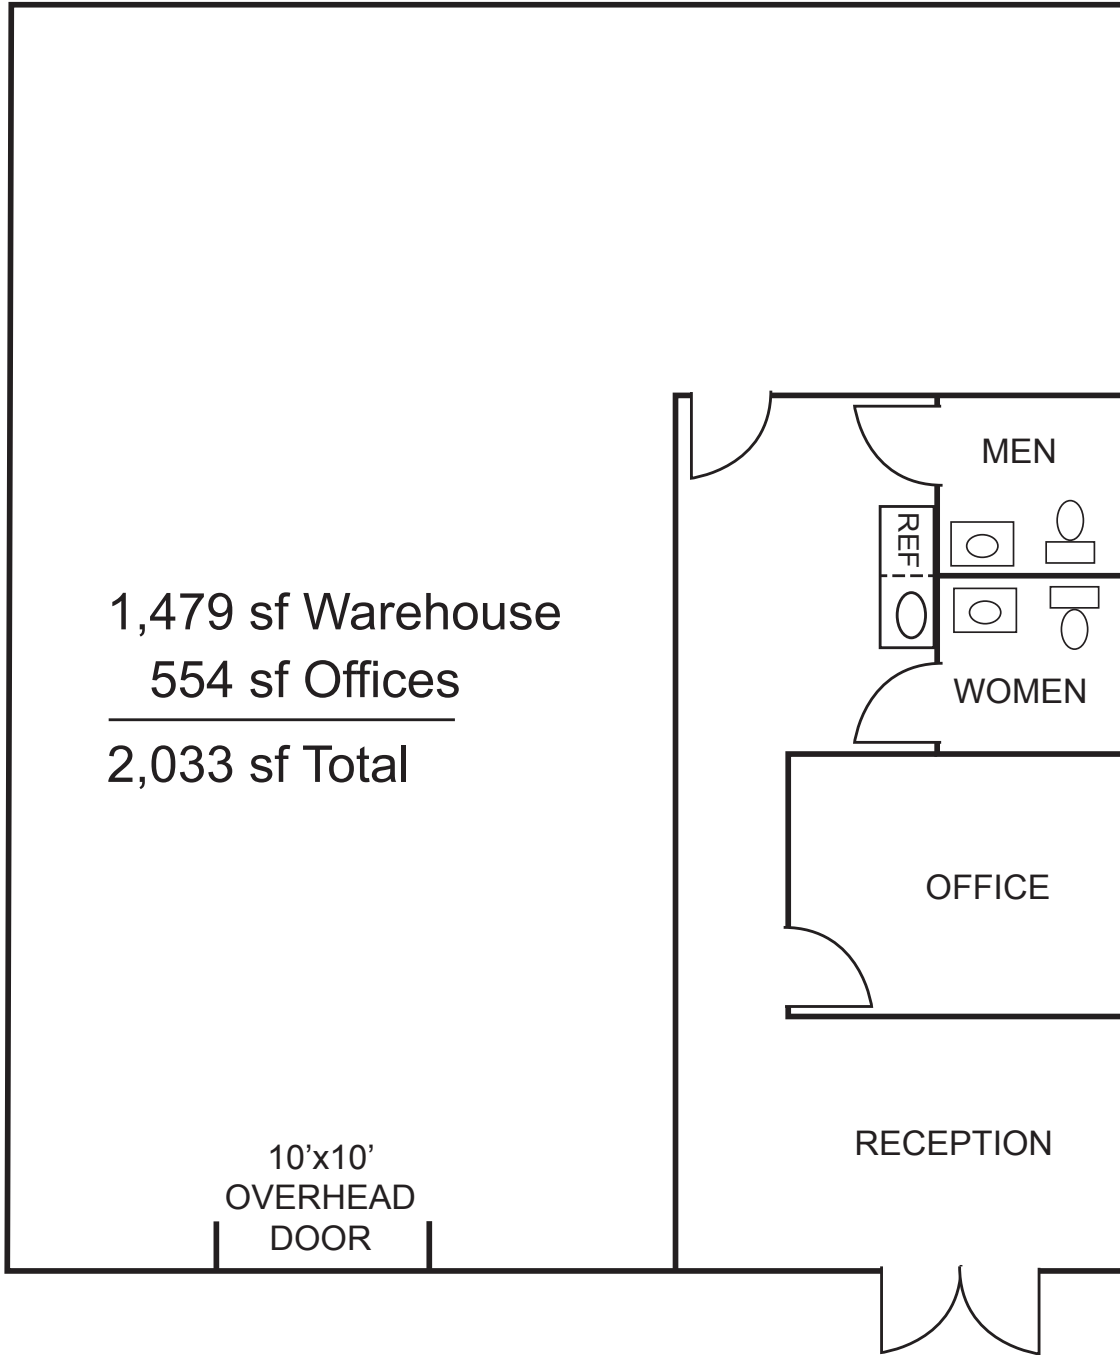 MEN
REF
1,479 sf Warehouse
554 sf Offices
2,033 sf Total
WOMEN
OFFICE
RECEPTION
10’x10’
OVERHEAD
DOOR